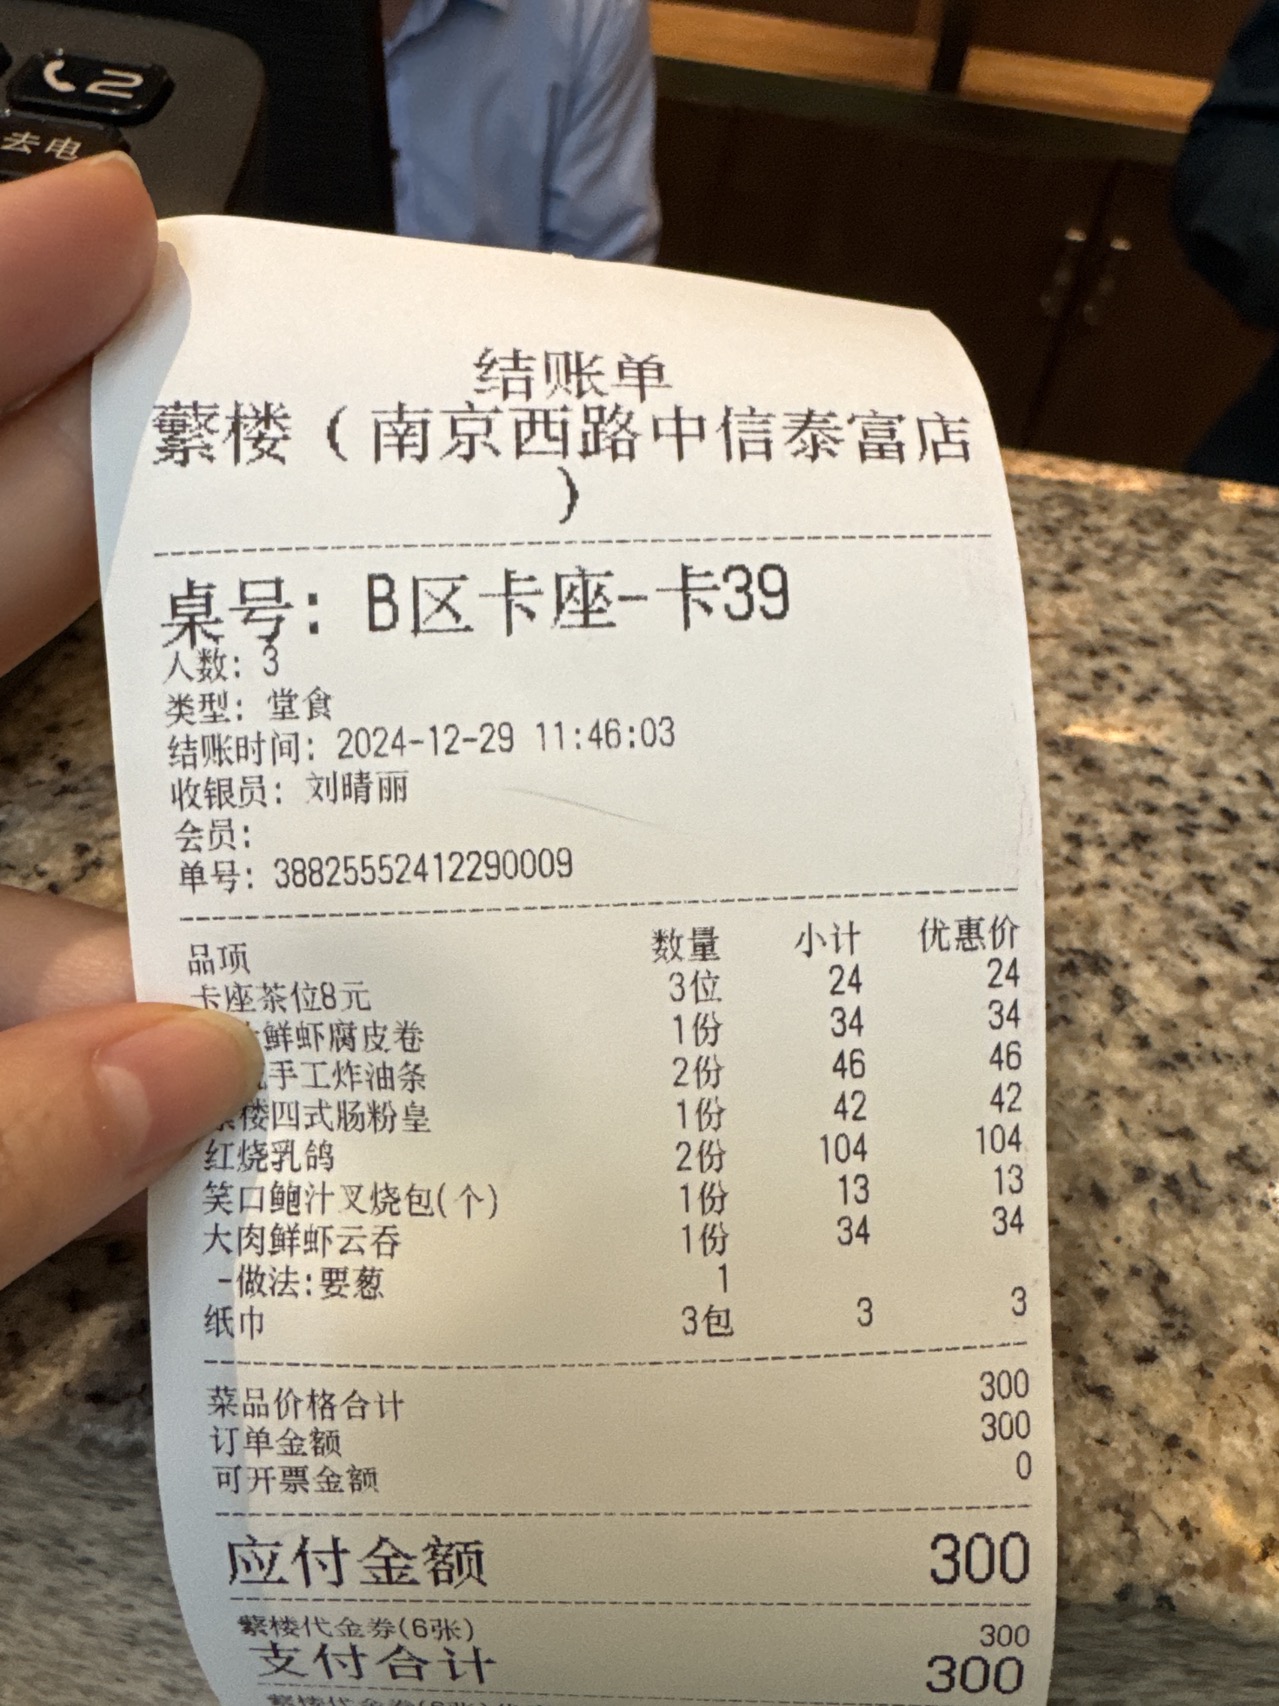 2
去电
结账单
蘩楼（南京西路中信泰富店
）
桌号：B区卡座-卡39
人数：3
类型：堂食
结账时间：2024-12-29 11:46:03
收银员：刘晴丽
会员：
单号：38825552412290009
品项 数量 小计 优惠价
卡座茶位8元 3位 24 24
鲜虾腐皮卷 1份 34 34
手工炸油条 2份 46 46
楼四式肠粉皇 1份 42 42
红烧乳鸽 2份 104 104
笑口鲍汁叉烧包(个) 1份 13 13
大肉鲜虾云吞 1份 34 34
-做法:要葱 1
纸巾 3包 3 3
菜品价格合计 300
订单金额 300
可开票金额 0
应付金额 300
蘩楼代金券(6张) 300
支付合计 300